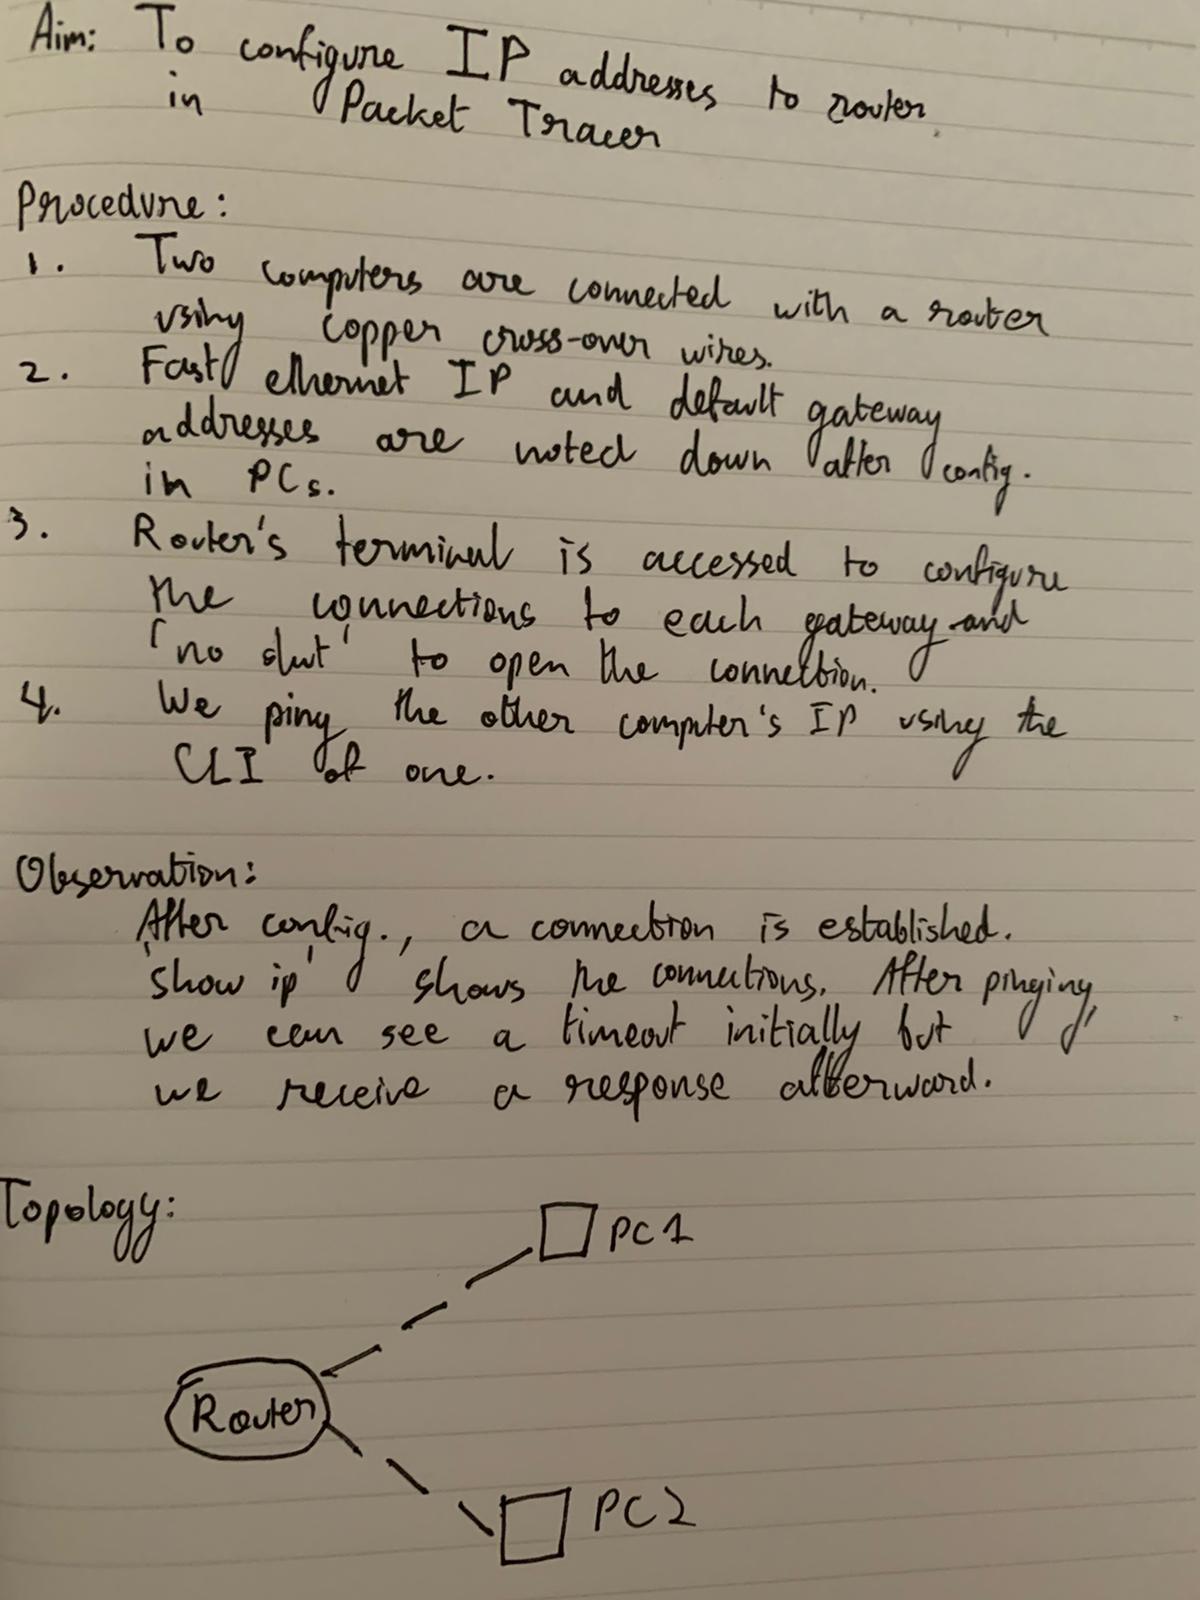 Aim: To configure IP addresses to router
in Packet Tracer
Procedure:
1. Two computers are connected with a router
using copper cross-over wires.
2. Fast ethernet IP and default gateway
addresses are noted down after config.
in PCs.
3. Router's terminal is accessed to configure
the connections to each gateway and
'no shut' to open the connection.
4. We ping the other computer's IP using the
CLI of one.
Observation:
After config., a connection is established.
'show ip' shows the connections. After pinging,
we can see a timeout initially but
we receive a response afterward.
Topology:
PC1
Router
PC2